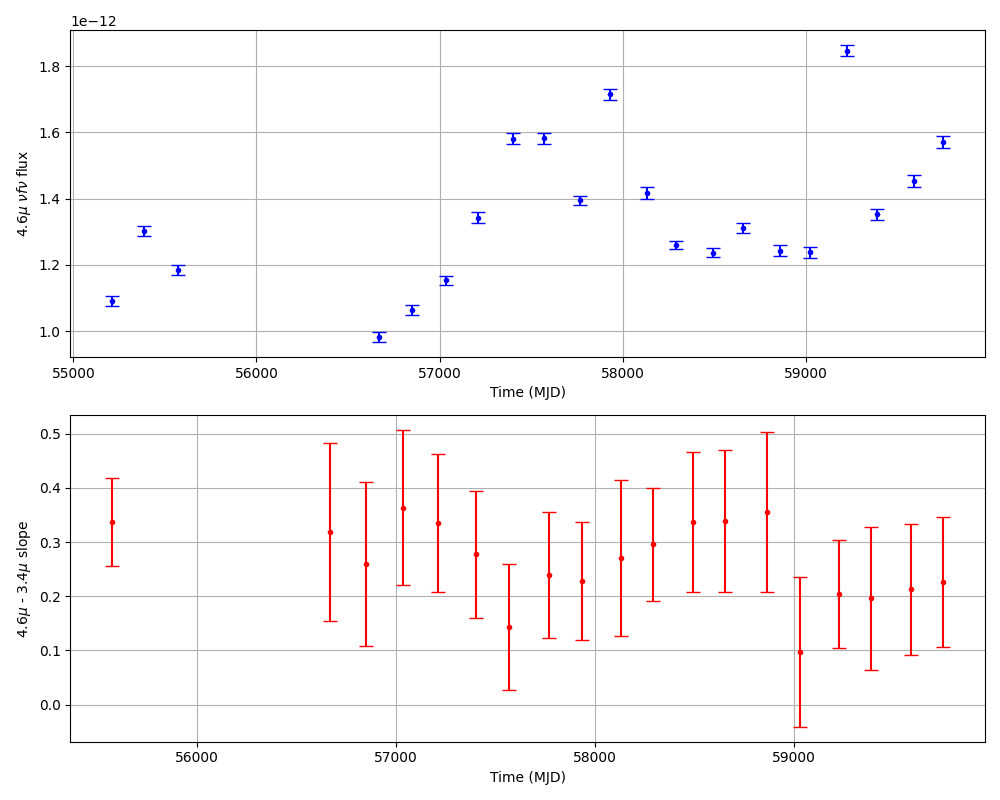 1e−12
1.8
1.6
1.4
1.2
1.0
4.6μ νfν flux
55000 56000 57000 58000 59000
Time (MJD)
0.5
0.4
0.3
0.2
0.1
0.0
4.6μ - 3.4μ slope
56000 57000 58000 59000
Time (MJD)